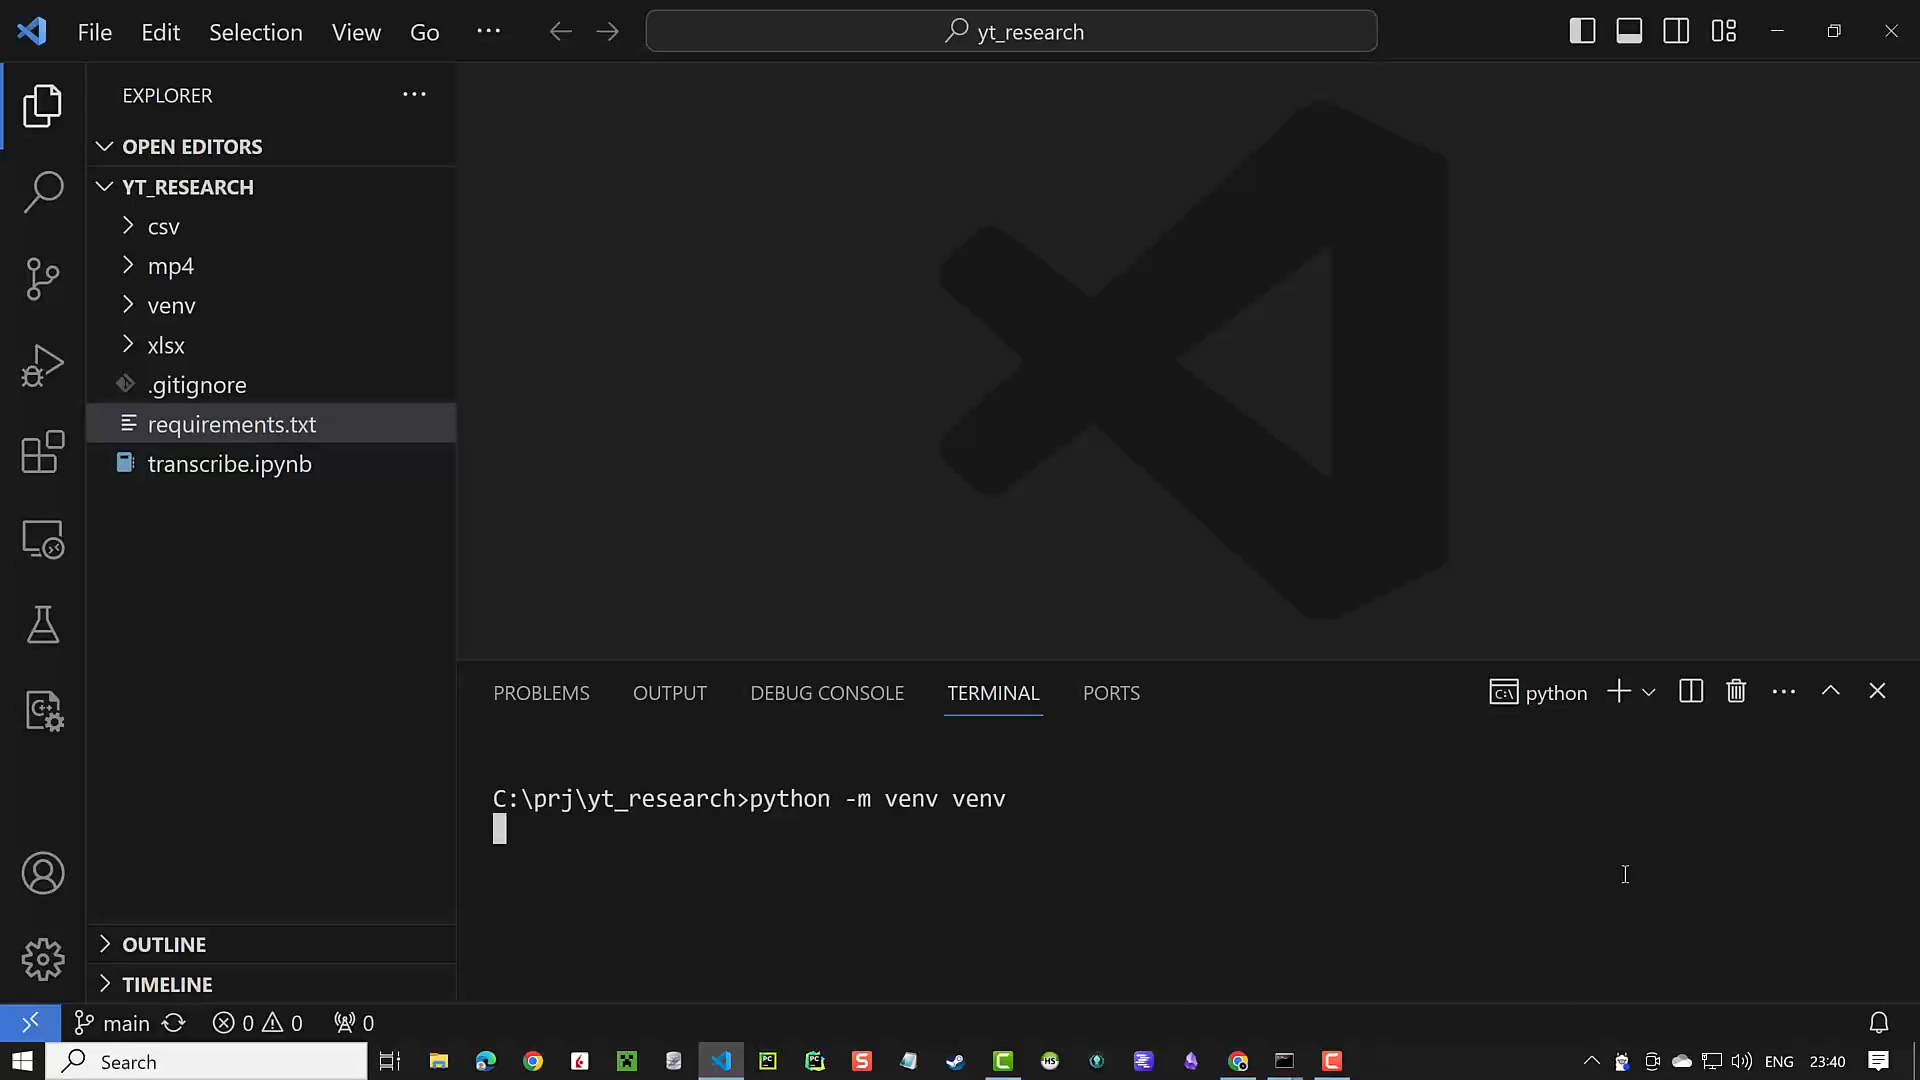 File Edit Selection View Go ··· yt_research
EXPLORER ···
OPEN EDITORS
YT_RESEARCH
csv
mp4
venv
xlsx
.gitignore
requirements.txt
transcribe.ipynb
PROBLEMS OUTPUT DEBUG CONSOLE TERMINAL PORTS python
C:\prj\yt_research>python -m venv venv
OUTLINE
TIMELINE
main 0 0 0
Search ENG 23:40